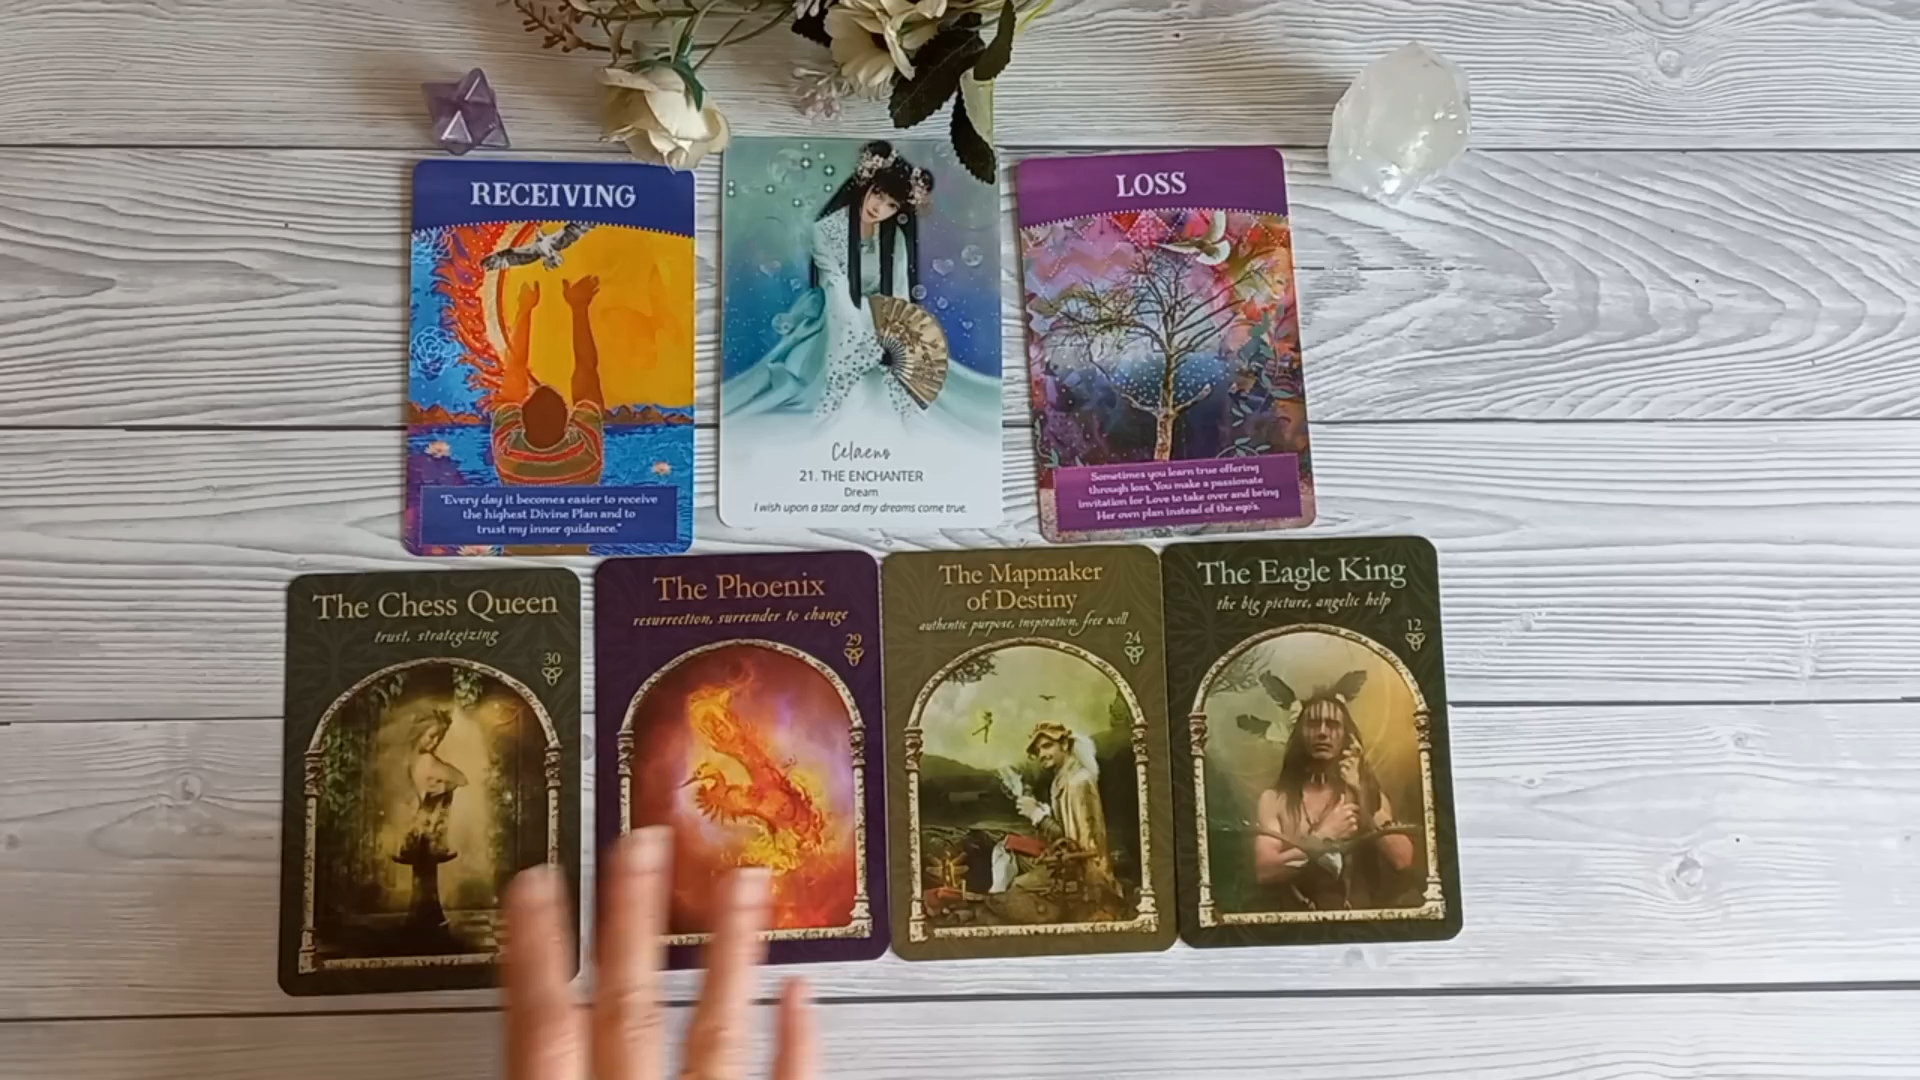 RECEIVING
"Every day it becomes easier to receive
the highest Divine Plan and to
trust my inner guidance."
Celaeno
21. THE ENCHANTER
Dream
I wish upon a star and my dreams come true.
LOSS
Sometimes you learn true offering
through loss. You make a passionate
invitation for Love to take over and bring
Her own plan instead of the ego's.
The Chess Queen
trust, strategizing
30
The Phoenix
resurrection, surrender to change
29
The Mapmaker
of Destiny
authentic purpose, inspiration, free will
24
The Eagle King
the big picture, angelic help
12